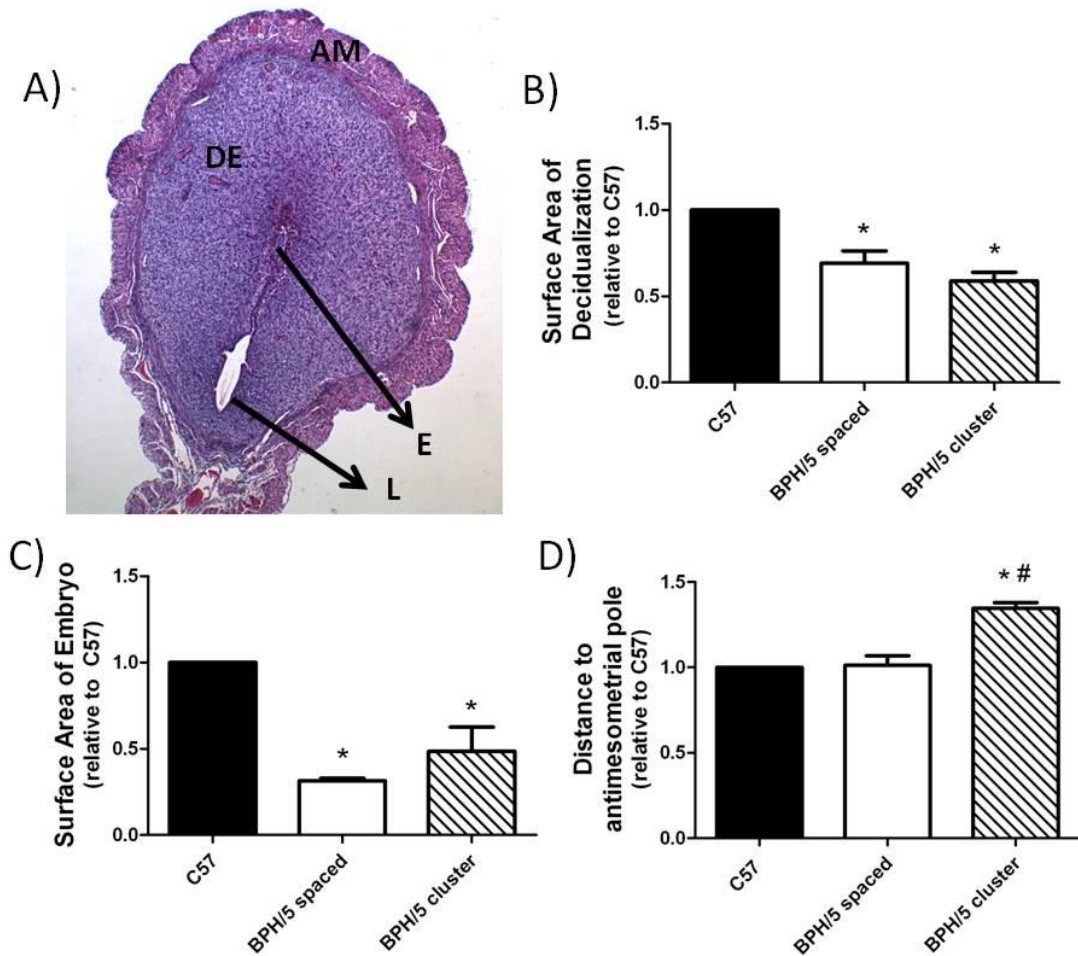 A)
AM
DE
E
L
B)
Surface Area of
Decidualization
(relative to C57)
1.5
1.0
0.5
0.0
*
*
C57
BPH/5 spaced
BPH/5 cluster
C)
Surface Area of Embryo
(relative to C57)
1.5
1.0
0.5
0.0
*
*
C57
BPH/5 spaced
BPH/5 cluster
D)
Distance to
antimesometrial pole
(relative to C57)
1.5
1.0
0.5
0.0
* #
C57
BPH/5 spaced
BPH/5 cluster